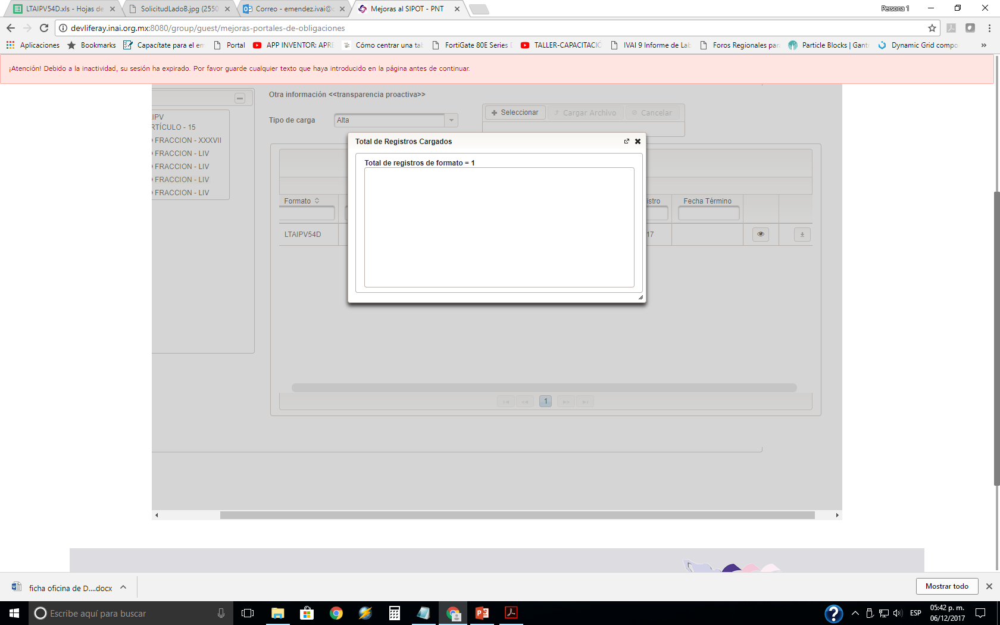 LTAIPV54D.xls - Hojas de
SolicitudLadoB.jpg (2550
Correo - emendez.ivai@
Mejoras al SIPOT - PNT
Persona 1
devliferay.inai.org.mx:8080/group/guest/mejoras-portales-de-obligaciones
Aplicaciones
Bookmarks
Capacítate para el em
Portal
APP INVENTOR: APRE
Cómo centrar una tab
FortiGate 80E Series
TALLER-CAPACITACIÓ
IVAI 9 Informe de Lab
Foros Regionales para
Particle Blocks | Gant
Dynamic Grid compo
»
¡Atención! Debido a la inactividad, su sesión ha expirado. Por favor guarde cualquier texto que haya introducido en la página antes de continuar.
Otra información <<transparencia proactiva>>
IPV
RTÍCULO - 15
FRACCION - XXXVII
FRACCION - LIV
FRACCION - LIV
FRACCION - LIV
FRACCION - LIV
Tipo de carga
Alta
Seleccionar
Cargar Archivo
Cancelar
Total de Registros Cargados
Total de registros de formato = 1
Formato
istro
Fecha Término
LTAIPV54D
17
1
ficha oficina de D....docx
Mostrar todo
Escribe aquí para buscar
ESP
05:42 p. m.
06/12/2017